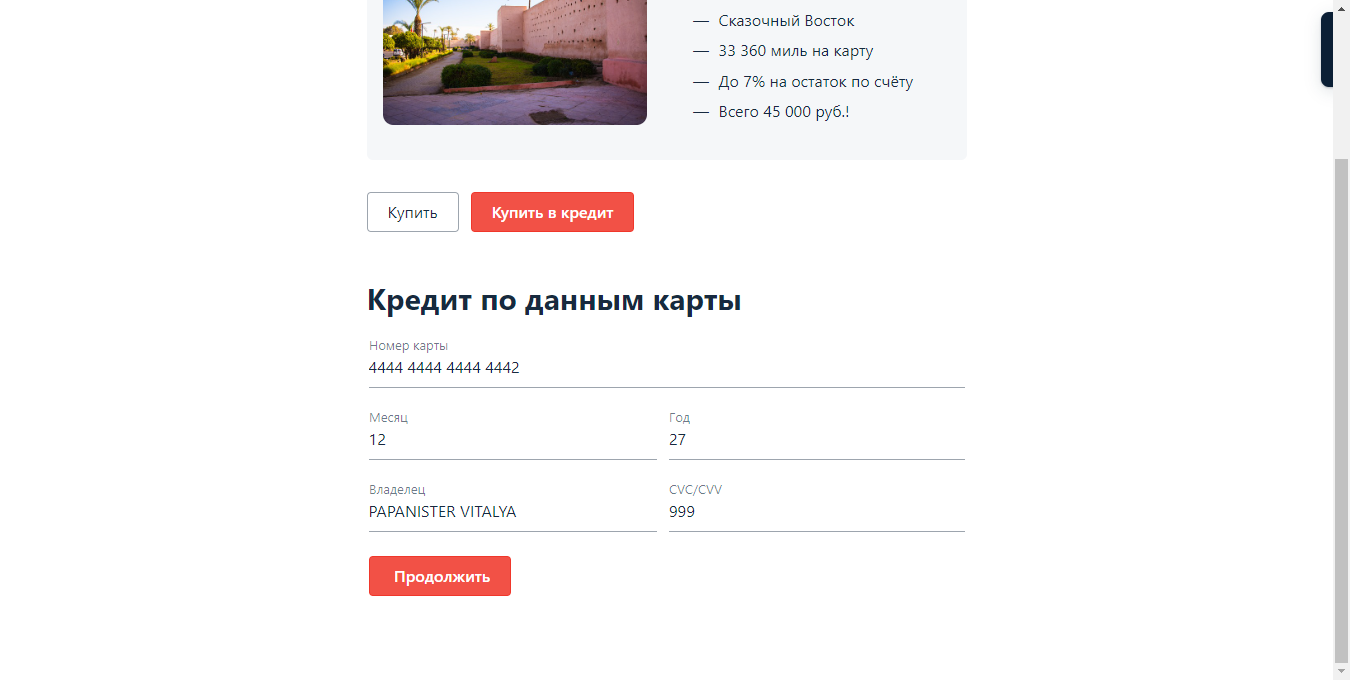 — Сказочный Восток
— 33 360 миль на карту
— До 7% на остаток по счёту
— Всего 45 000 руб.!
Купить Купить в кредит
Кредит по данным карты
Номер карты
4444 4444 4444 4442
Месяц Год
12 27
Владелец CVC/CVV
PAPANISTER VITALYA 999
Продолжить